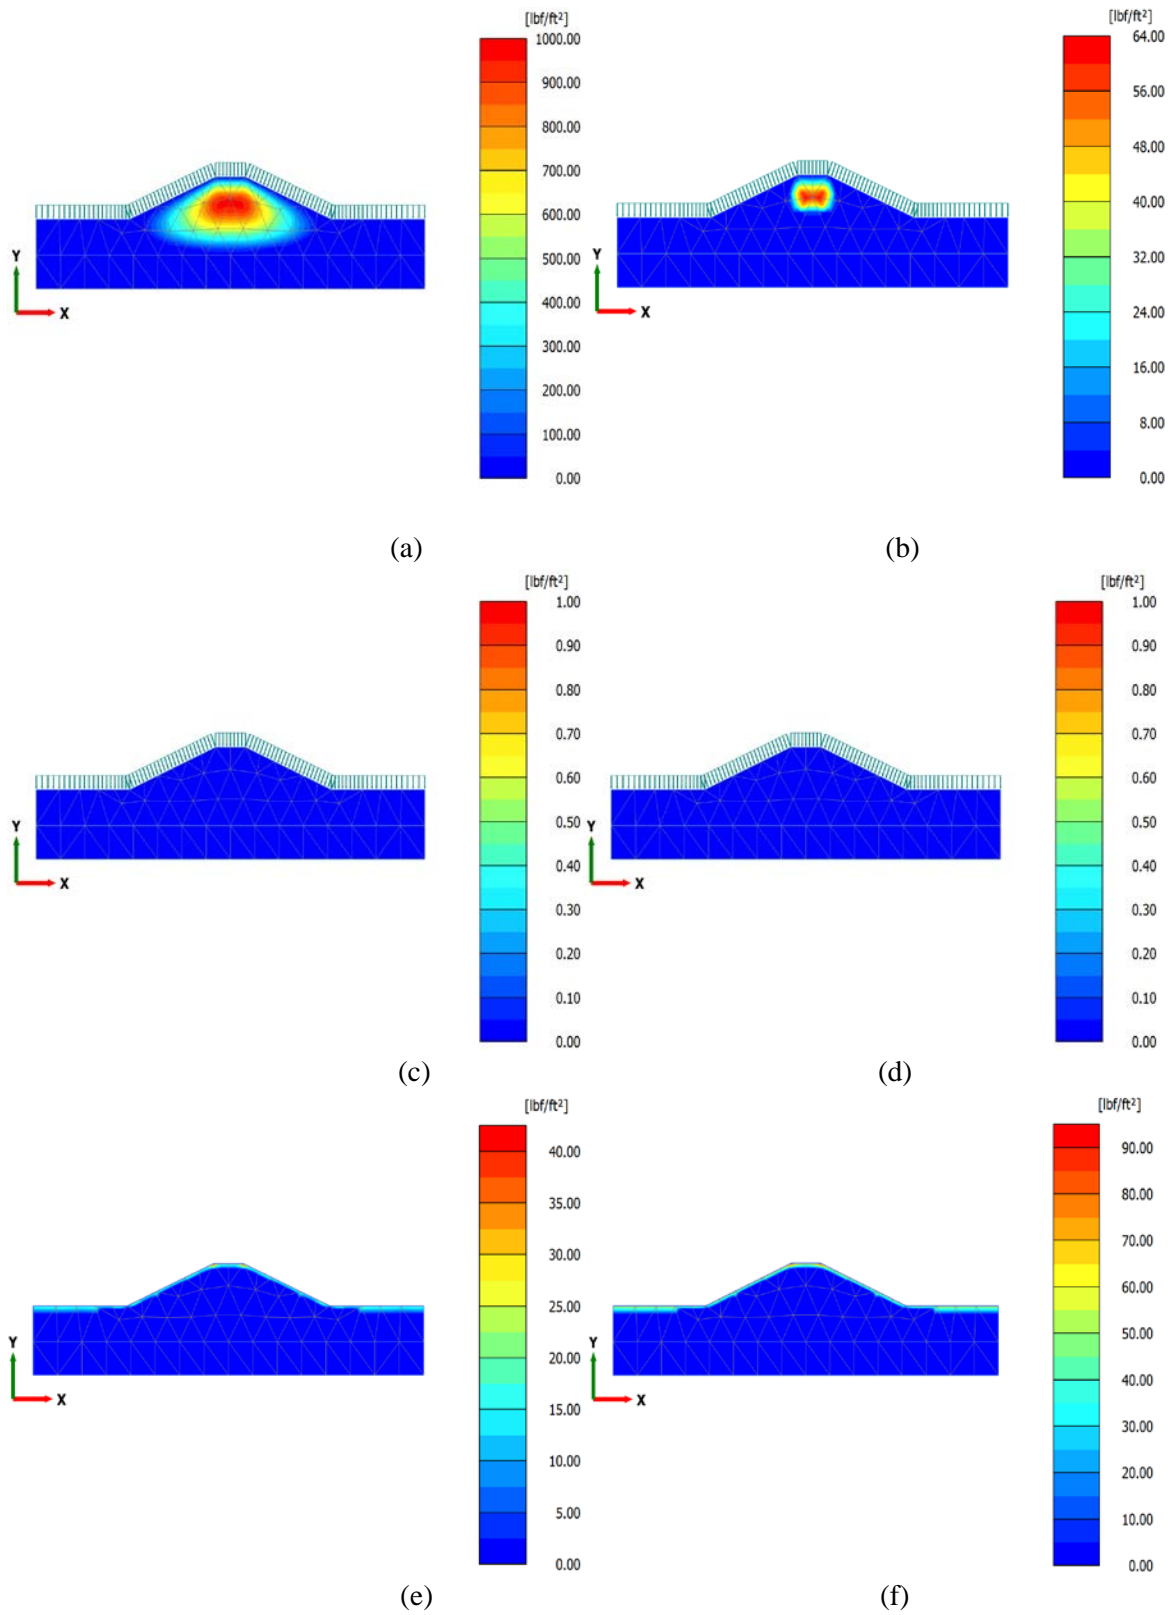 [lbf/ft²]
1000.00
900.00
800.00
700.00
600.00
500.00
400.00
300.00
200.00
100.00
0.00
Y
X
(a)
[lbf/ft²]
64.00
56.00
48.00
40.00
32.00
24.00
16.00
8.00
0.00
Y
X
(b)
[lbf/ft²]
1.00
0.90
0.80
0.70
0.60
0.50
0.40
0.30
0.20
0.10
0.00
Y
X
(c)
[lbf/ft²]
1.00
0.90
0.80
0.70
0.60
0.50
0.40
0.30
0.20
0.10
0.00
Y
X
(d)
[lbf/ft²]
40.00
35.00
30.00
25.00
20.00
15.00
10.00
5.00
0.00
Y
X
(e)
[lbf/ft²]
90.00
80.00
70.00
60.00
50.00
40.00
30.00
20.00
10.00
0.00
Y
X
(f)